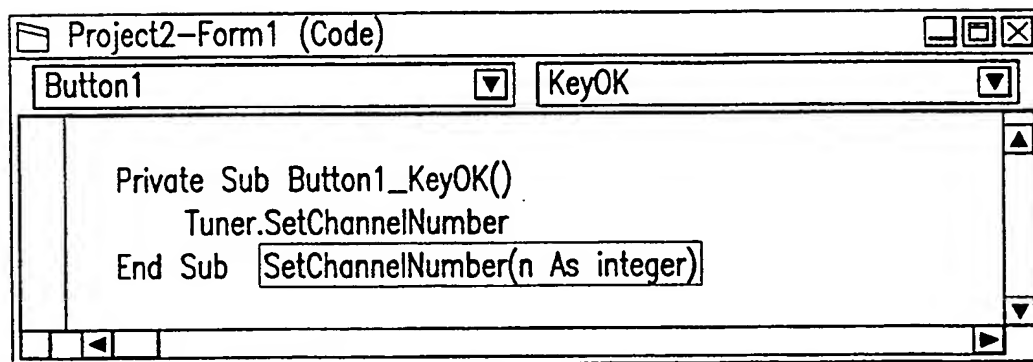 Project2-Form1 (Code)
Button1 KeyOK
Private Sub Button1_KeyOK()
Tuner.SetChannelNumber
End Sub SetChannelNumber(n As integer)